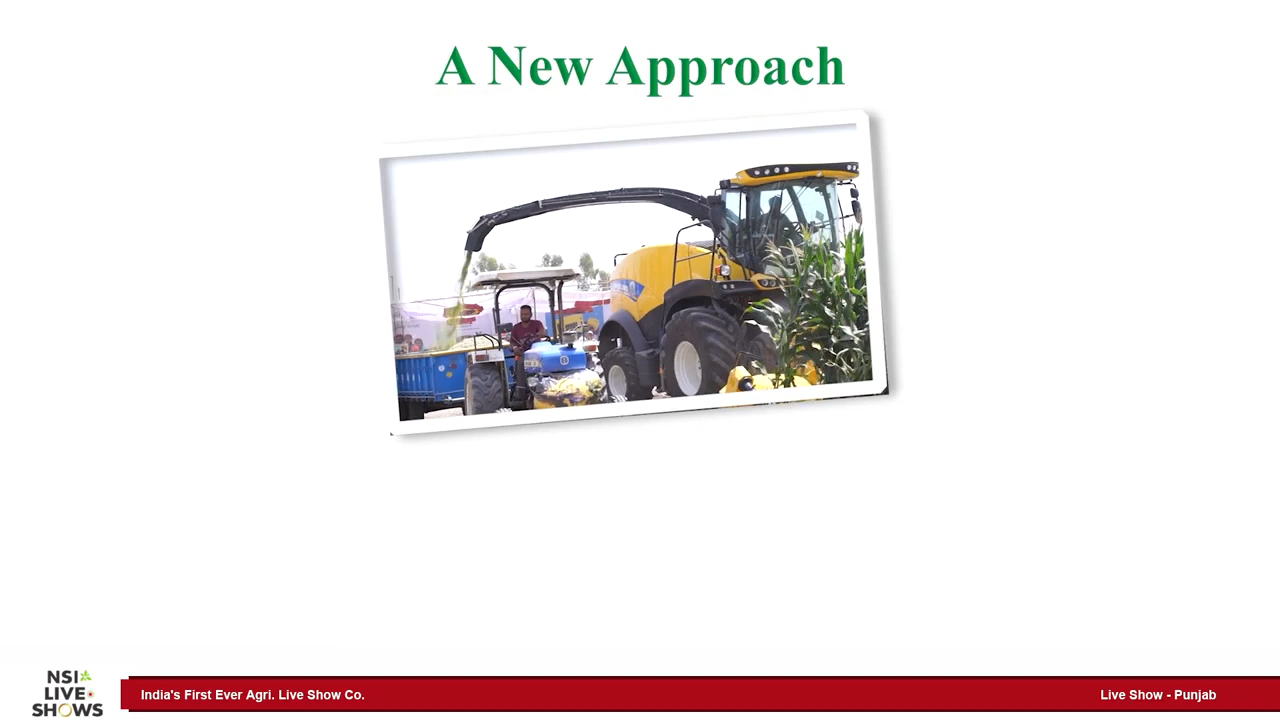 A New Approach
NSI
LIVE
SHOWS
India's First Ever Agri. Live Show Co.
Live Show - Punjab